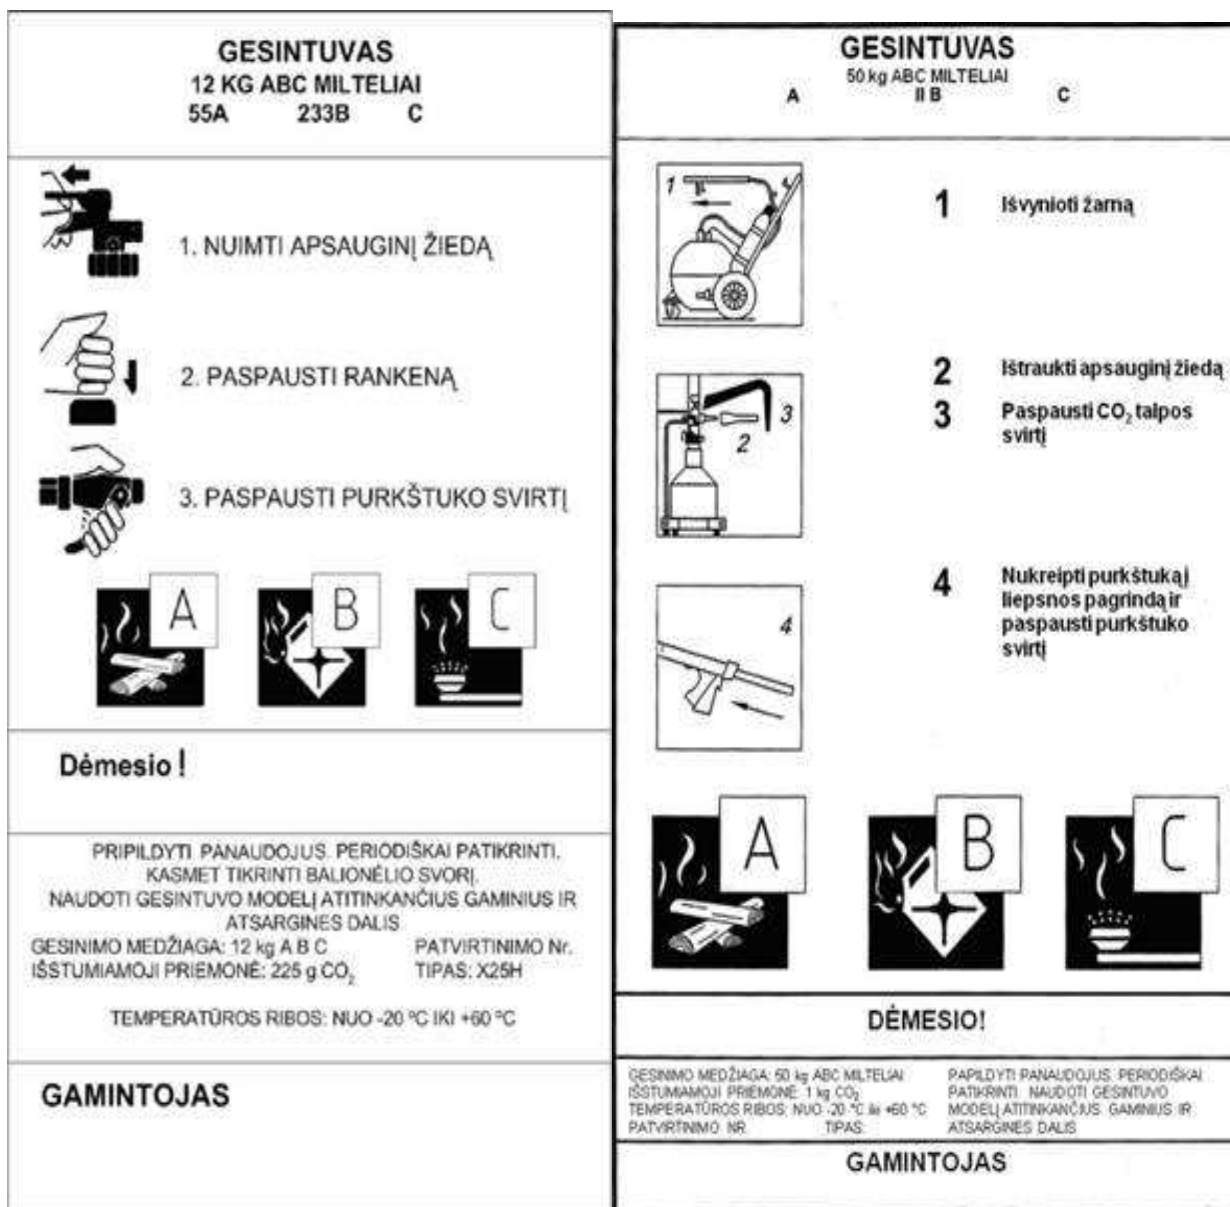 GESINTUVAS
12 KG ABC MILTELIAI
55A 233B C
1. NUIMTI APSAUGINĮ ŽIEDĄ
2. PASPAUSTI RANKENĄ
3. PASPAUSTI PURKŠTUKO SVIRTĮ
A B C
Dėmesio !
PRIPILDYTI PANAUDOJUS. PERIODIŠKAI PATIKRINTI.
KASMET TIKRINTI BALIONĖLIO SVORĮ.
NAUDOTI GESINTUVO MODELĮ ATITINKANČIUS GAMINIUS IR
ATSARGINES DALIS
GESINIMO MEDŽIAGA: 12 kg A B C PATVIRTINIMO Nr.
IŠSTUMIAMOJI PRIEMONĖ: 225 g CO₂ TIPAS: X25H
TEMPERATŪROS RIBOS: NUO -20 ºC IKI +60 ºC
GAMINTOJAS
GESINTUVAS
50 kg ABC MILTELIAI
A II B C
1
1 Išvynioti žarną
2 Ištraukti apsauginį žiedą
3 Paspausti CO₂ talpos
svirtį
3
2
4 Nukreipti purkštuką į
liepsnos pagrindą ir
paspausti purkštuko
svirtį
4
A B C
DĖMESIO!
GESINIMO MEDŽIAGA: 50 kg ABC MILTELIAI
IŠSTUMIAMOJI PRIEMONĖ: 1 kg CO₂
TEMPERATŪROS RIBOS: NUO -20 ºC iki +60 ºC
PATVIRTINIMO NR. TIPAS:
PAPILDYTI PANAUDOJUS. PERIODIŠKAI
PATIKRINTI. NAUDOTI GESINTUVO
MODELĮ ATITINKANČIUS GAMINIUS IR
ATSARGINES DALIS
GAMINTOJAS